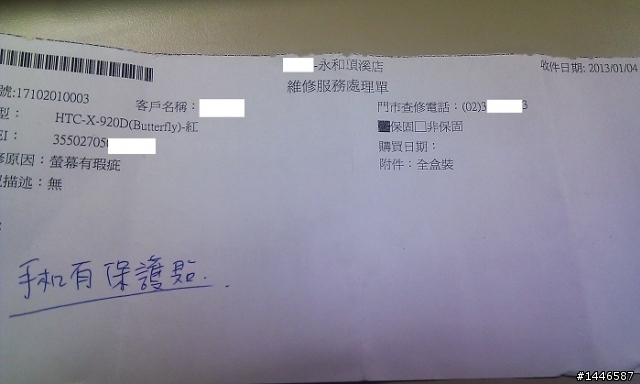 -永和頂溪店
收件日期: 2013/01/04
維修服務處理單
號:17102010003
客戶名稱：
門市查修電話：(02)3 3
型： HTC-X-920D(Butterfly)-紅
保固□非保固
EI： 35502705
購買日期：
修原因：螢幕有瑕疵
附件：全盒裝
描述：無
手机有保護貼.
#1446587